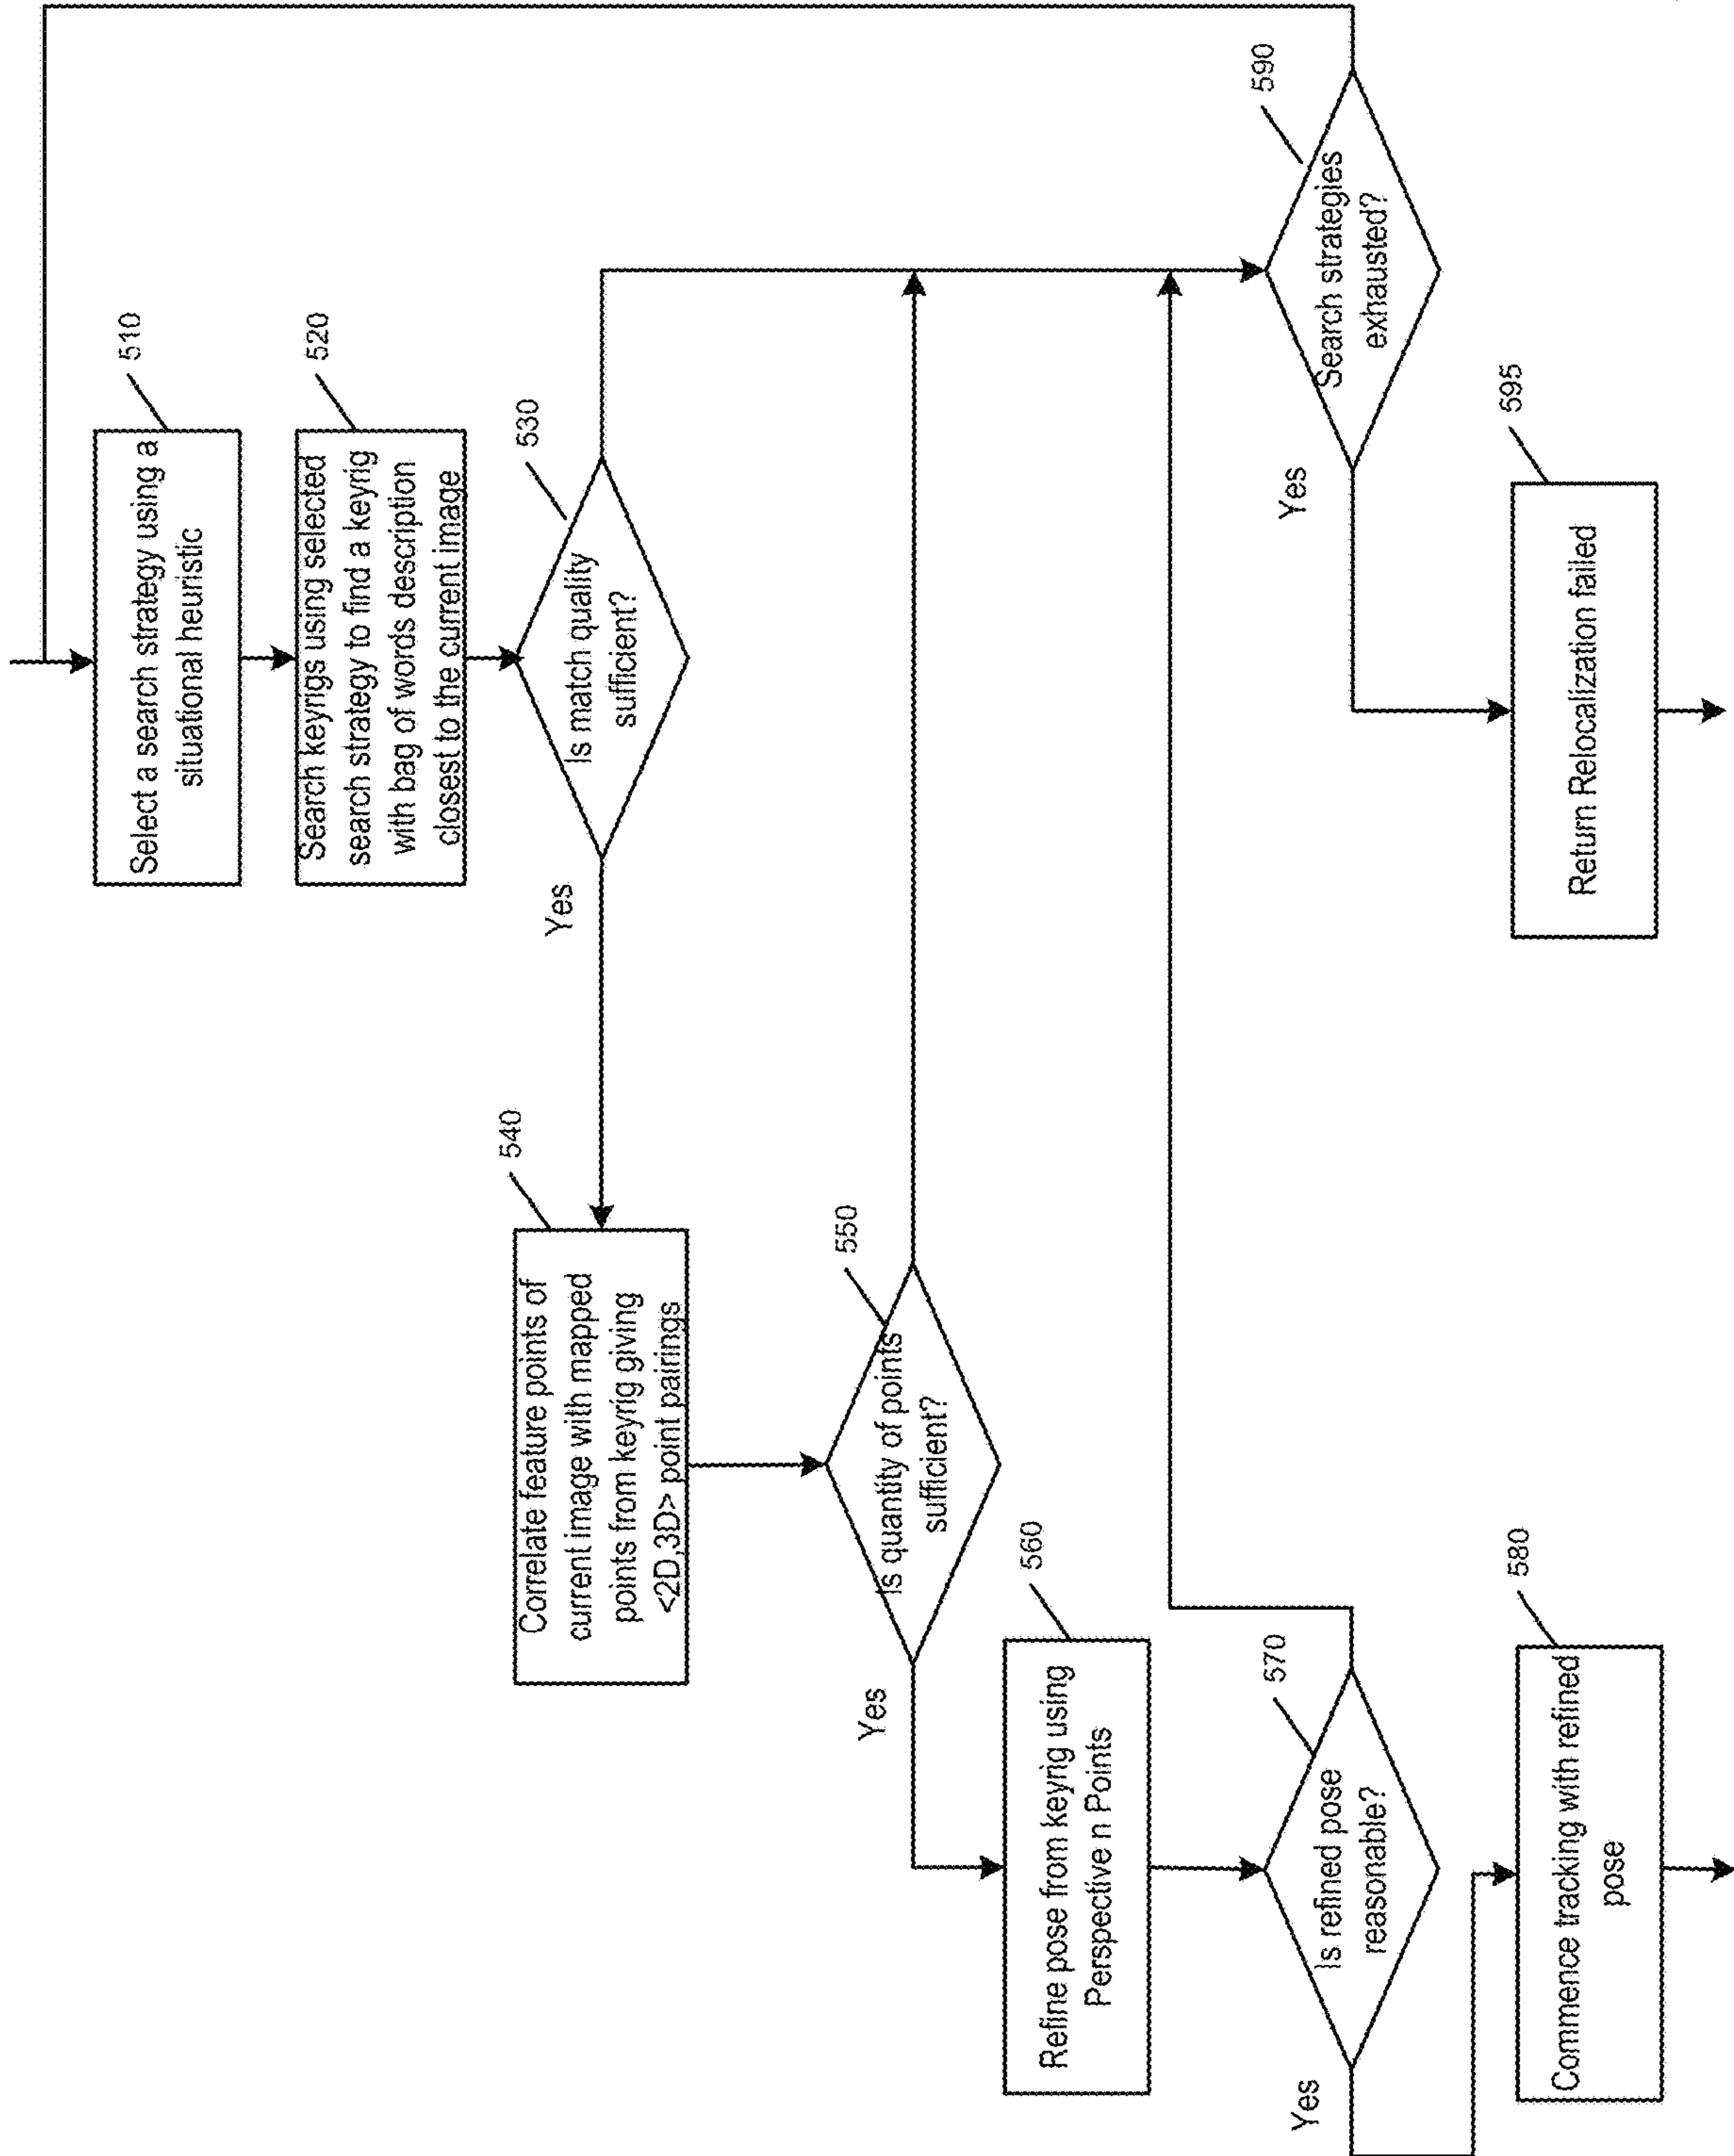 510
Select a search strategy using a
situational heuristic
520
Search keyrigs using selected
search strategy to find a keyrig
with bag of words description
closest to the current image
530
Is match quality
sufficient?
Yes
540
Correlate feature points of
current image with mapped
points from keyrig giving
<2D,3D> point pairings
550
Is quantity of points
sufficient?
Yes
560
Refine pose from keyrig using
Perspective n Points
570
Is refined pose
reasonable?
Yes
580
Commence tracking with refined
pose
590
Search strategies
exhausted?
Yes
595
Return Relocalization failed